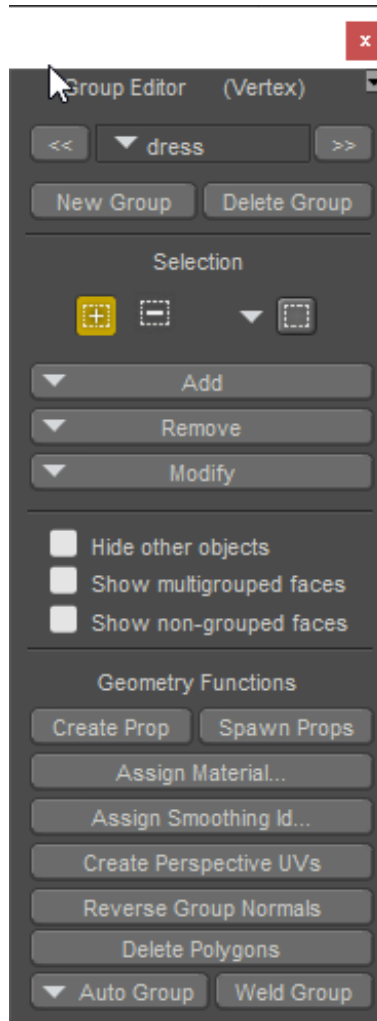 x
Group Editor (Vertex)
<< dress >>
New Group Delete Group
Selection
Add
Remove
Modify
Hide other objects
Show multigrouped faces
Show non-grouped faces
Geometry Functions
Create Prop Spawn Props
Assign Material...
Assign Smoothing Id...
Create Perspective UVs
Reverse Group Normals
Delete Polygons
Auto Group Weld Group